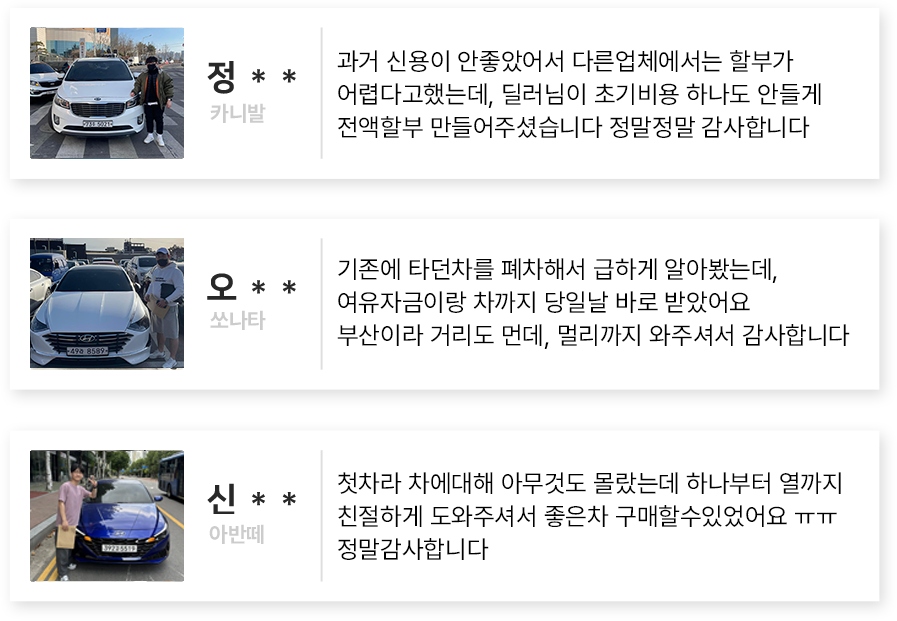 정 * *
카니발
과거 신용이 안좋았어서 다른업체에서는 할부가
어렵다고했는데, 딜러님이 초기비용 하나도 안들게
전액할부 만들어주셨습니다 정말정말 감사합니다
오 * *
쏘나타
기존에 타던차를 폐차해서 급하게 알아봤는데,
여유자금이랑 차까지 당일날 바로 받았어요
부산이라 거리도 먼데, 멀리까지 와주셔서 감사합니다
신 * *
아반떼
첫차라 차에대해 아무것도 몰랐는데 하나부터 열까지
친절하게 도와주셔서 좋은차 구매할수있었어요 ㅠㅠ
정말감사합니다